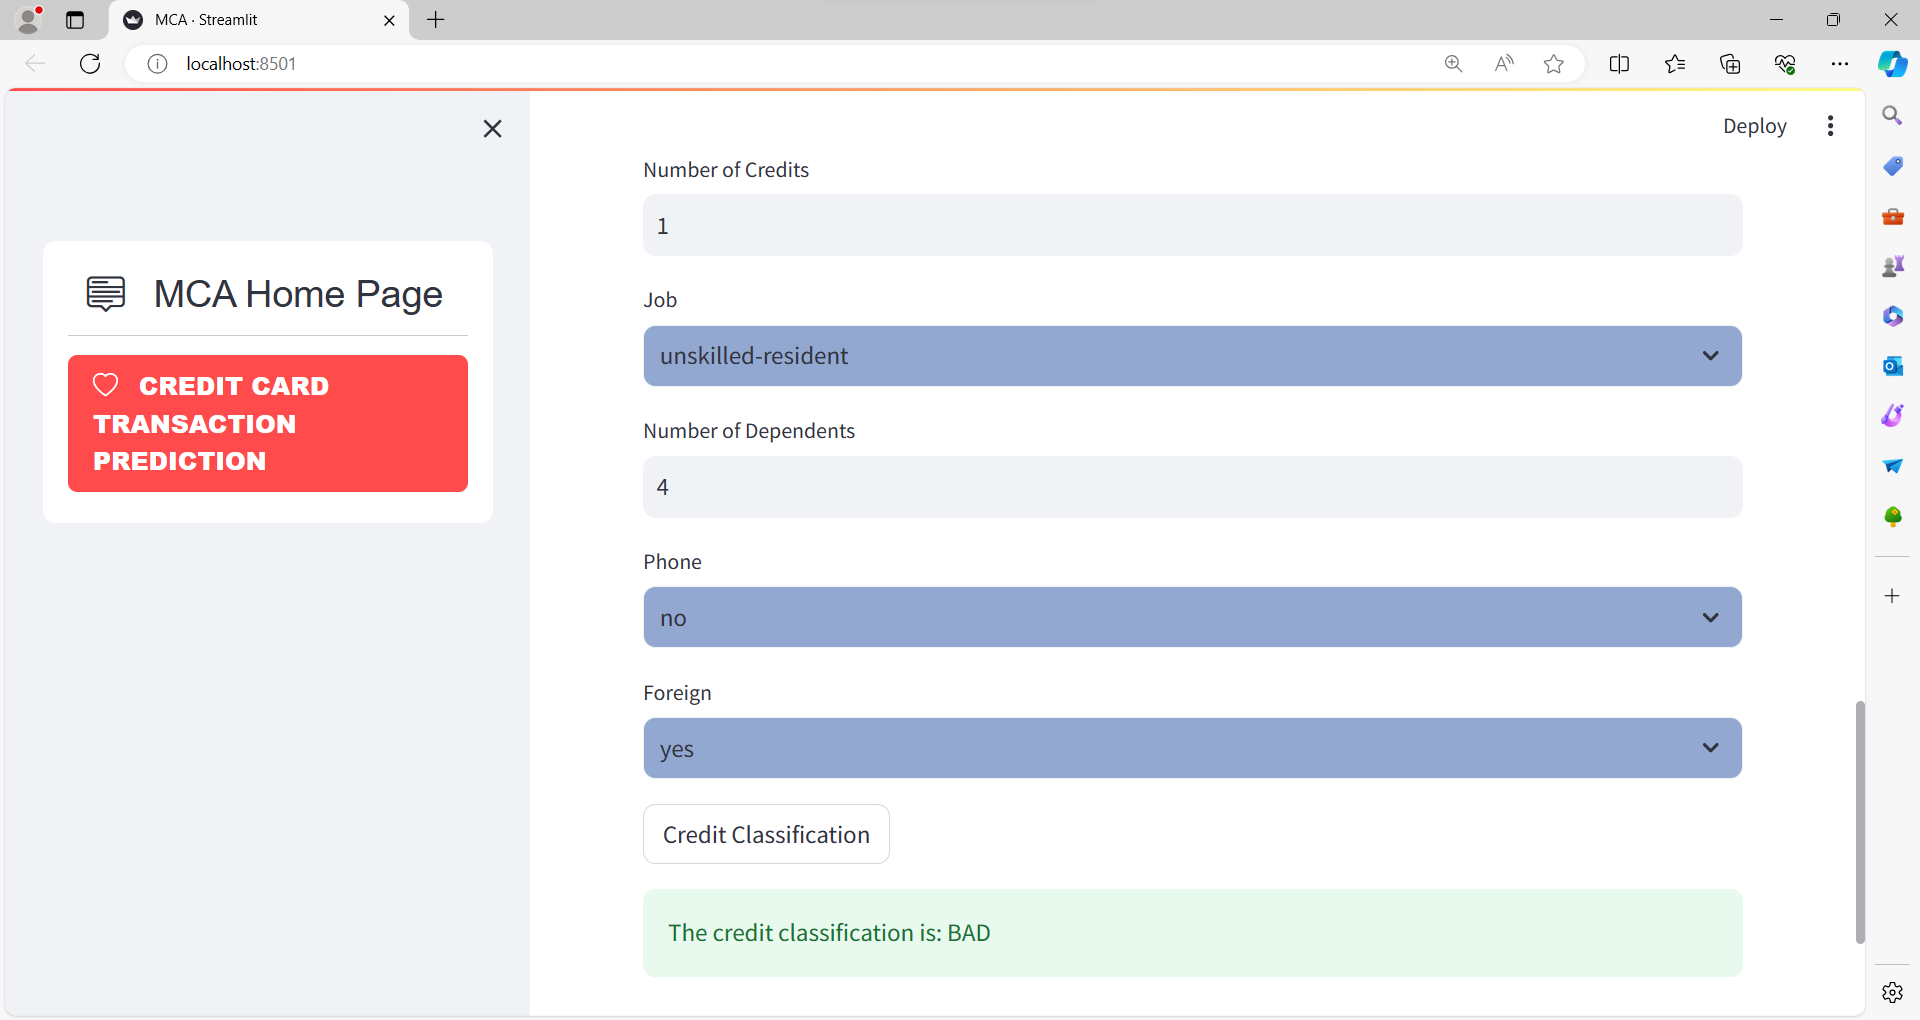 MCA · Streamlit
localhost:8501
Deploy
MCA Home Page
CREDIT CARD
TRANSACTION
PREDICTION
Number of Credits
1
Job
unskilled-resident
Number of Dependents
4
Phone
no
Foreign
yes
Credit Classification
The credit classification is: BAD